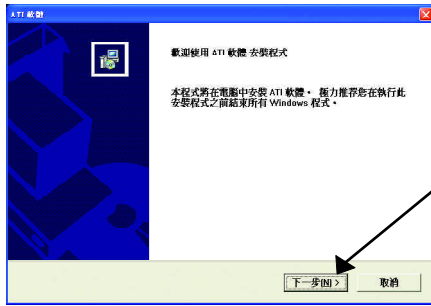 ATI 軟體
歡迎使用 ATI 軟體 安裝程式
本程式將在電腦中安裝 ATI 軟體。 極力推荐您在執行此
安裝程式之前結束所有 Windows 程式。
下一步(N) >
取消